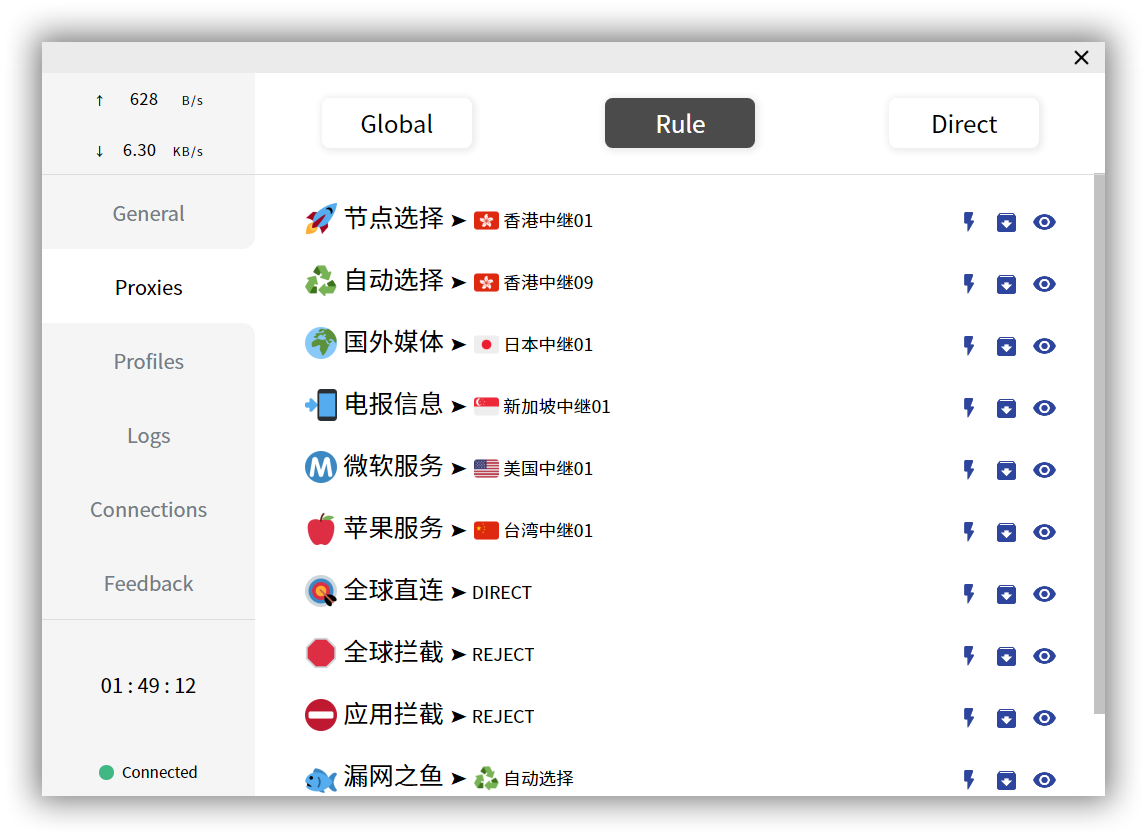 ↑ 628 B/s
↓ 6.30 KB/s
General
Proxies
Profiles
Logs
Connections
Feedback
01 : 49 : 12
Connected
Global Rule Direct
节点选择 ➤ 香港中继01
自动选择 ➤ 香港中继09
国外媒体 ➤ 日本中继01
电报信息 ➤ 新加坡中继01
微软服务 ➤ 美国中继01
苹果服务 ➤ 台湾中继01
全球直连 ➤ DIRECT
全球拦截 ➤ REJECT
应用拦截 ➤ REJECT
漏网之鱼 ➤ 自动选择